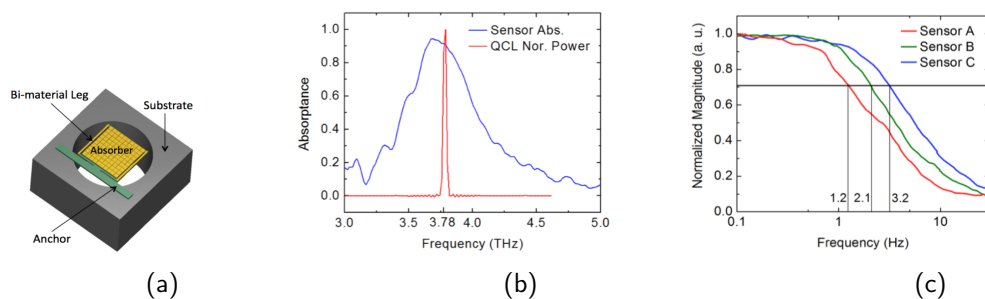 Bi-material Leg
Substrate
Absorber
Anchor
(a)
Absorptance
1.0
0.8
0.6
0.4
0.2
0.0
Sensor Abs.
QCL Nor. Power
3.0 3.5 3.78 4.0 4.5 5.0
Frequency (THz)
(b)
Normalized Magnitude (a. u.)
1.0
0.8
0.6
0.4
0.2
0.0
Sensor A
Sensor B
Sensor C
1.2 2.1 3.2
0.1 1 10
Frequency (Hz)
(c)